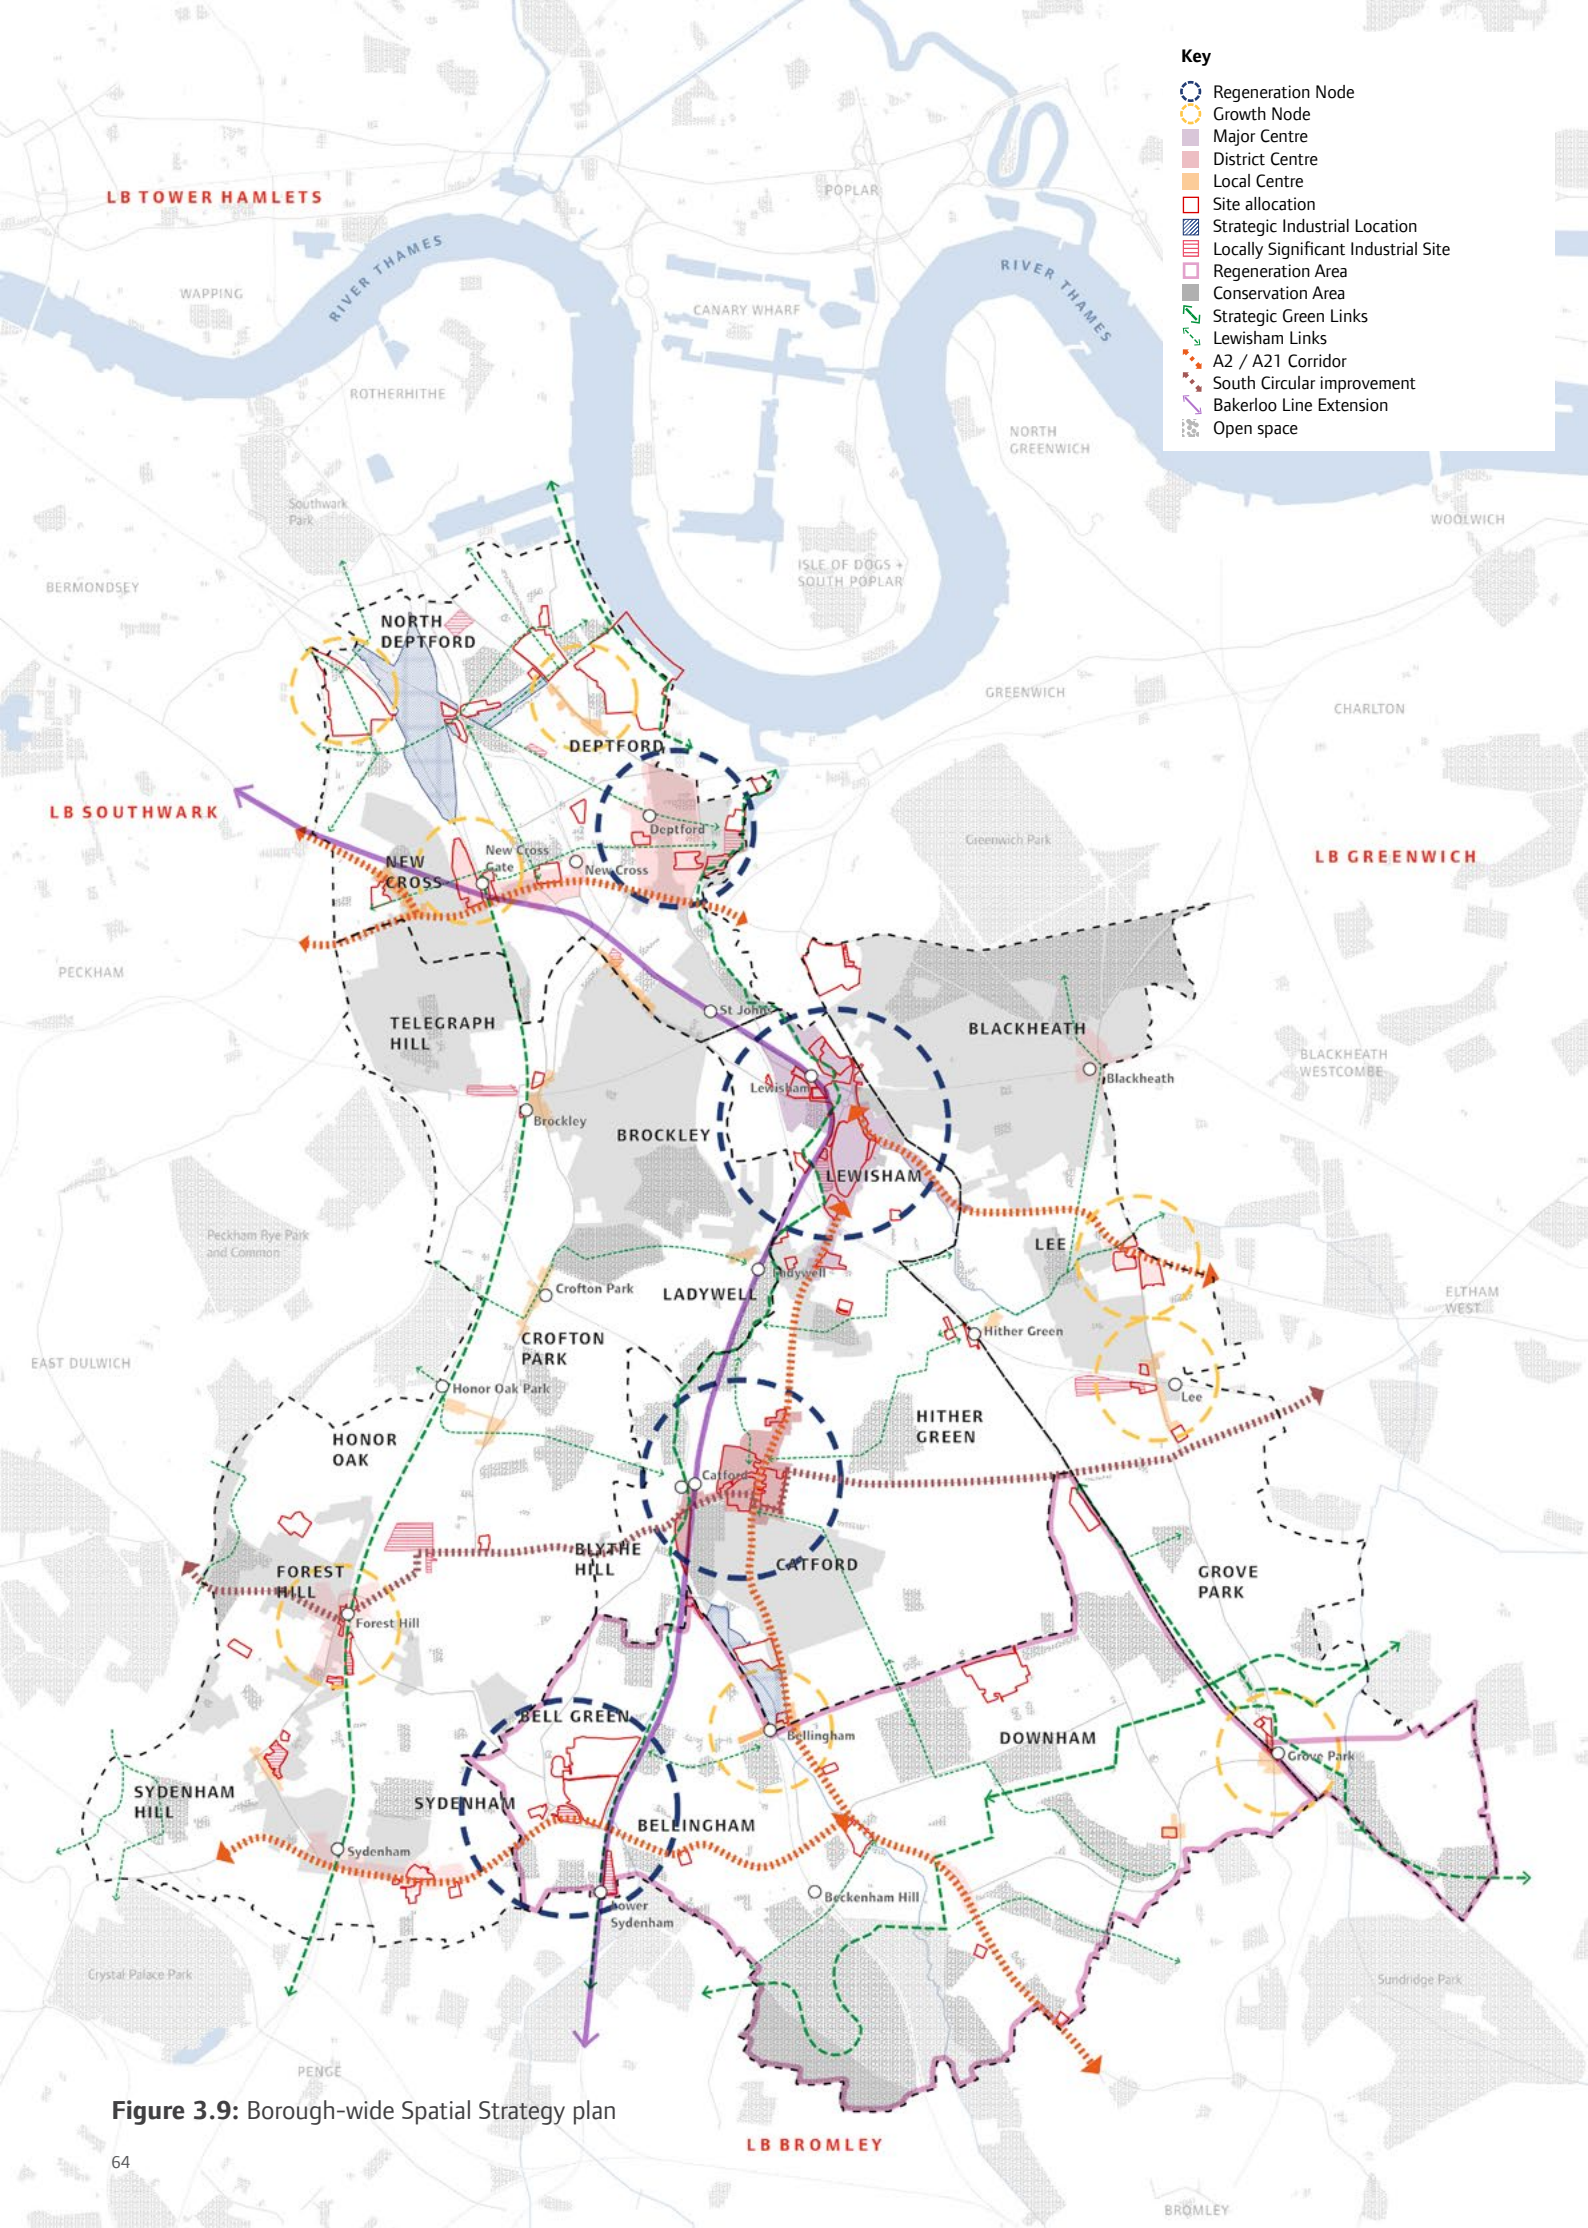 Key
Regeneration Node
Growth Node
Major Centre
District Centre
Local Centre
Site allocation
Strategic Industrial Location
Locally Significant Industrial Site
Regeneration Area
Conservation Area
Strategic Green Links
Lewisham Links
A2 / A21 Corridor
South Circular improvement
Bakerloo Line Extension
Open space
LB TOWER HAMLETS
POPLAR
RIVER THAMES
RIVER THAMES
WAPPING
CANARY WHARF
ROTHERHITHE
NORTH
GREENWICH
Southwark
Park
WOOLWICH
ISLE OF DOGS +
SOUTH POPLAR
BERMONDSEY
NORTH
DEPTFORD
GREENWICH
CHARLTON
DEPTFORD
LB SOUTHWARK
Deptford
Greenwich Park
LB GREENWICH
NEW
CROSS
New Cross
Gate
New Cross
PECKHAM
St Johns
TELEGRAPH
HILL
BLACKHEATH
BLACKHEATH
WESTCOMBE
Blackheath
Lewisham
Brockley
BROCKLEY
LEWISHAM
Peckham Rye Park
and Common
LEE
Ladywell
Crofton Park
LADYWELL
ELTHAM
WEST
CROFTON
PARK
Hither Green
EAST DULWICH
Honor Oak Park
Lee
HONOR
OAK
HITHER
GREEN
Catford
BLYTHE
HILL
CATFORD
FOREST
HILL
GROVE
PARK
Forest Hill
BELL GREEN
Bellingham
DOWNHAM
Grove Park
SYDENHAM
HILL
SYDENHAM
BELLINGHAM
Sydenham
Beckenham Hill
Lower
Sydenham
Crystal Palace Park
Sundridge Park
PENGE
Figure 3.9: Borough-wide Spatial Strategy plan
LB BROMLEY
64
BROMLEY